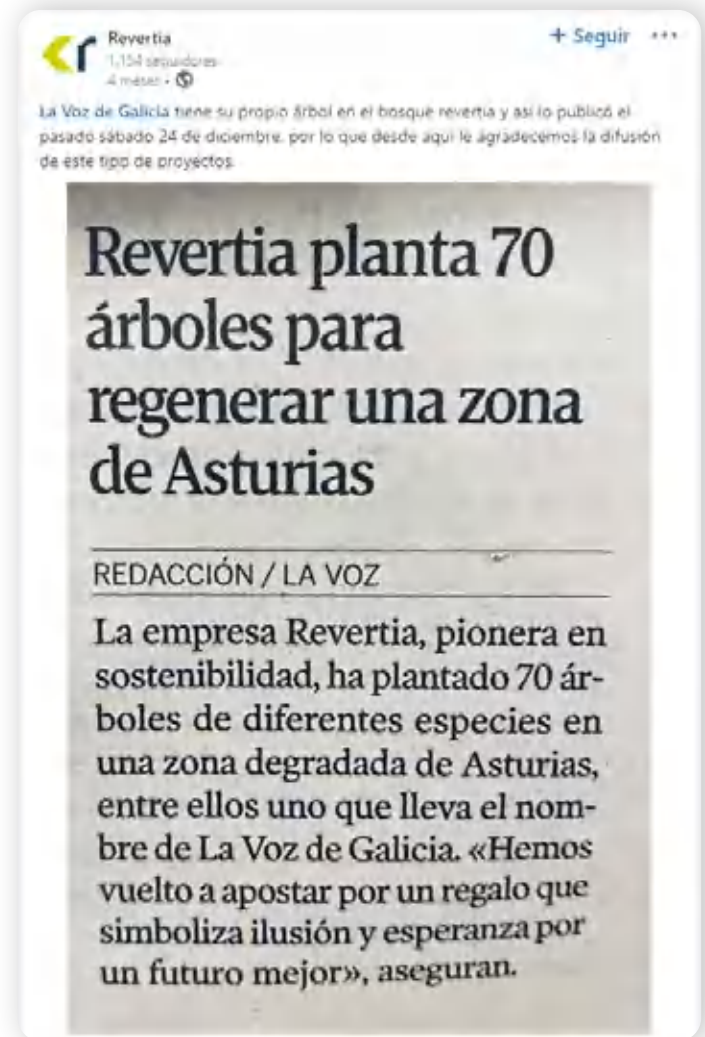 Revertia
+ Seguir
1,154 seguidores
4 meses •
La Voz de Galicia tiene su propio árbol en el bosque revertia y así lo publicó el
pasado sábado 24 de diciembre, por lo que desde aquí le agradecemos la difusión
de este tipo de proyectos
Revertia planta 70
árboles para
regenerar una zona
de Asturias
REDACCIÓN / LA VOZ
La empresa Revertia, pionera en
sostenibilidad, ha plantado 70 ár-
boles de diferentes especies en
una zona degradada de Asturias,
entre ellos uno que lleva el nom-
bre de La Voz de Galicia. «Hemos
vuelto a apostar por un regalo que
simboliza ilusión y esperanza por
un futuro mejor», aseguran.